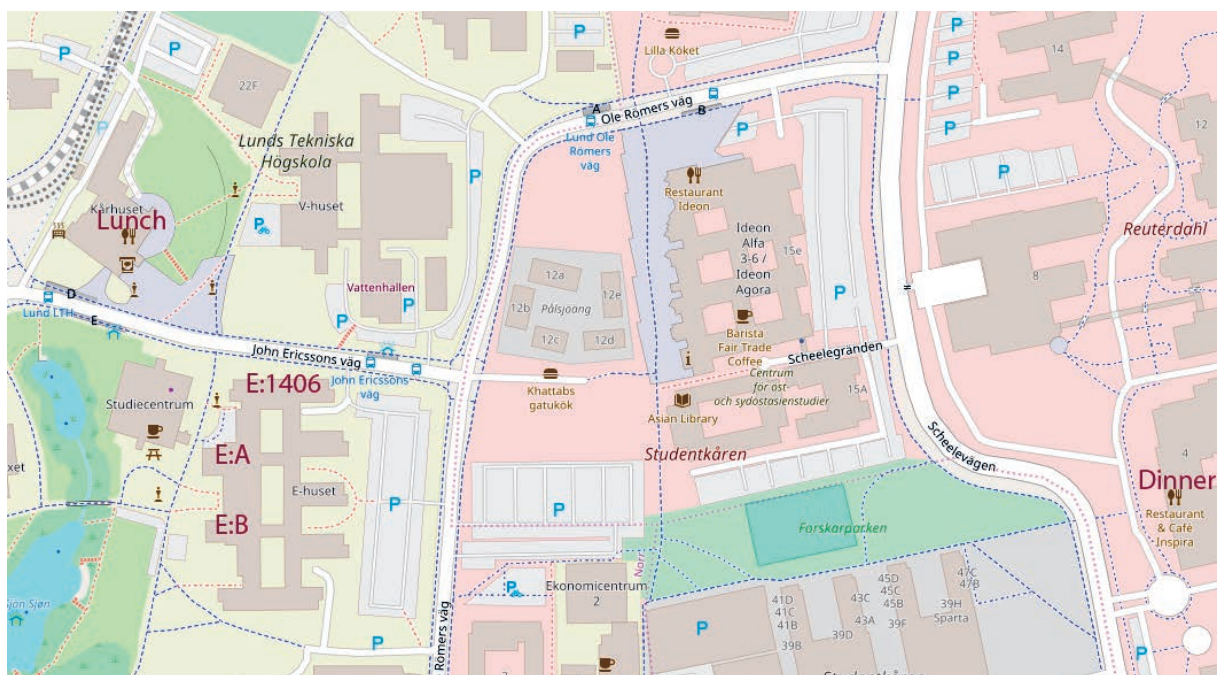 P
P
P
14
Lilla Köket
P
P
22F
A
B
P
Ole Römers väg
P
12
P
Lunds Tekniska
Högskola
Lund Ole
Römers
väg
P
P
Restaurant
Ideon
V-huset
Kårhuset
Lunch
P
Ideon
Alfa
3-6 /
Ideon
Agora
15e
Reuterdahl
8
12a
12e
12b
Pålsjöäng
12c
12d
Vattenhallen
P
P
P
D
E
Lund LTH
John Ericssons väg
John Ericssons
väg
Barista
Fair Trade
Coffee
Scheelegränden
Centrum
för öst-
och sydostasienstudier
15A
E:1406
Studiecentrum
Khattabs
gatukök
Asian Library
Scheelevägen
xet
E:A
Studentkåren
4
Dinner
E-huset
P
P
E:B
Restaurant
& Café
Inspira
Forskarparken
Norr
Sjön Sjön
P
Ekonomicentrum
2
Römers väg
P
P
41D
41C
41B
39B
39D
43C
43A
45D
45C
45B
39F
47C
47B
39H
Sparta
P
Studentkåren